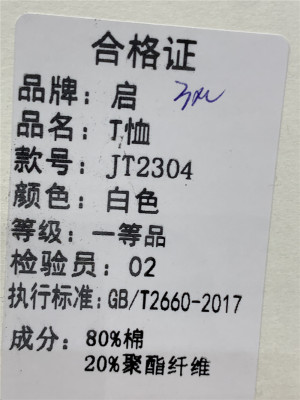 合格证
品牌：启
品名：T恤
款号：JT2304
颜色：白色
等级：一等品
检验员：02
执行标准：GB/T2660-2017
成分：80%棉
20%聚酯纤维